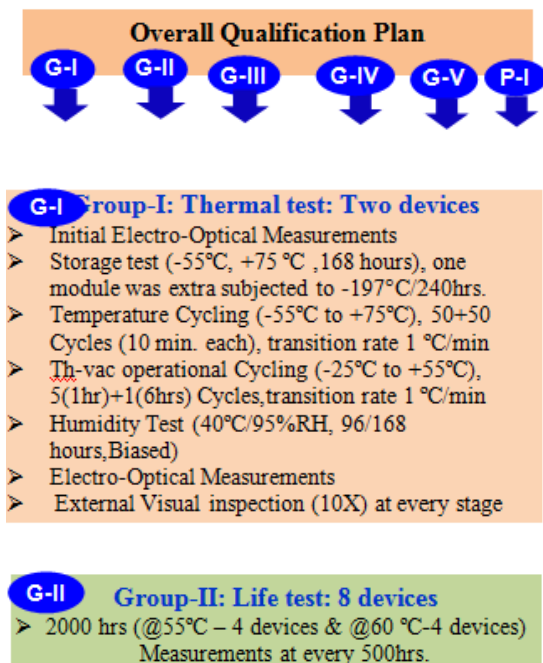 Overall Qualification Plan
G-I G-II G-III G-IV G-V P-I
G-I Group-I: Thermal test: Two devices
➢ Initial Electro-Optical Measurements
➢ Storage test (-55℃, +75 ℃ ,168 hours), one
module was extra subjected to -197°C/240hrs.
➢ Temperature Cycling (-55℃ to +75℃), 50+50
Cycles (10 min. each), transition rate 1 ℃/min
➢ Th-vac operational Cycling (-25℃ to +55℃),
5(1hr)+1(6hrs) Cycles,transition rate 1 ℃/min
➢ Humidity Test (40℃/95%RH, 96/168
hours,Biased)
➢ Electro-Optical Measurements
➢ External Visual inspection (10X) at every stage
G-II Group-II: Life test: 8 devices
➢ 2000 hrs (@55℃ – 4 devices & @60 ℃-4 devices)
Measurements at every 500hrs.